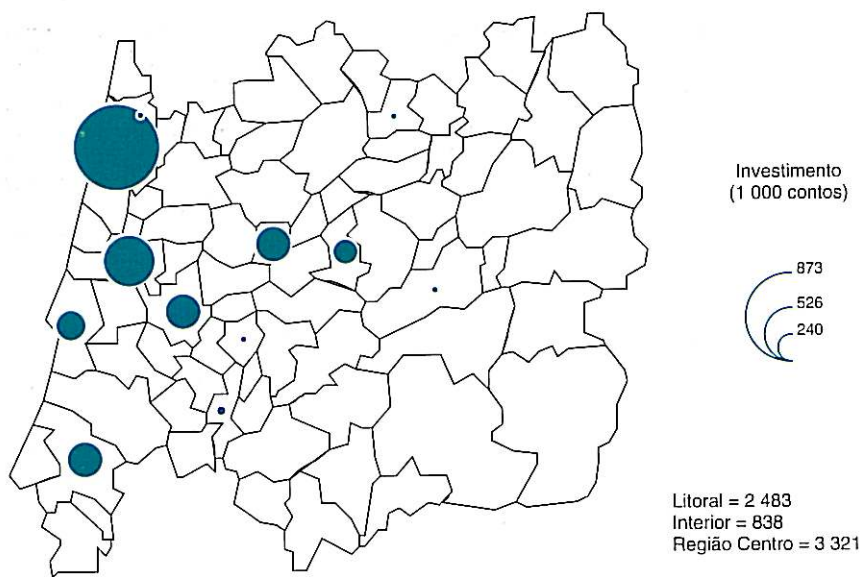 Investimento
(1 000 contos)
873
526
240
Litoral = 2 483
Interior = 838
Região Centro = 3 321